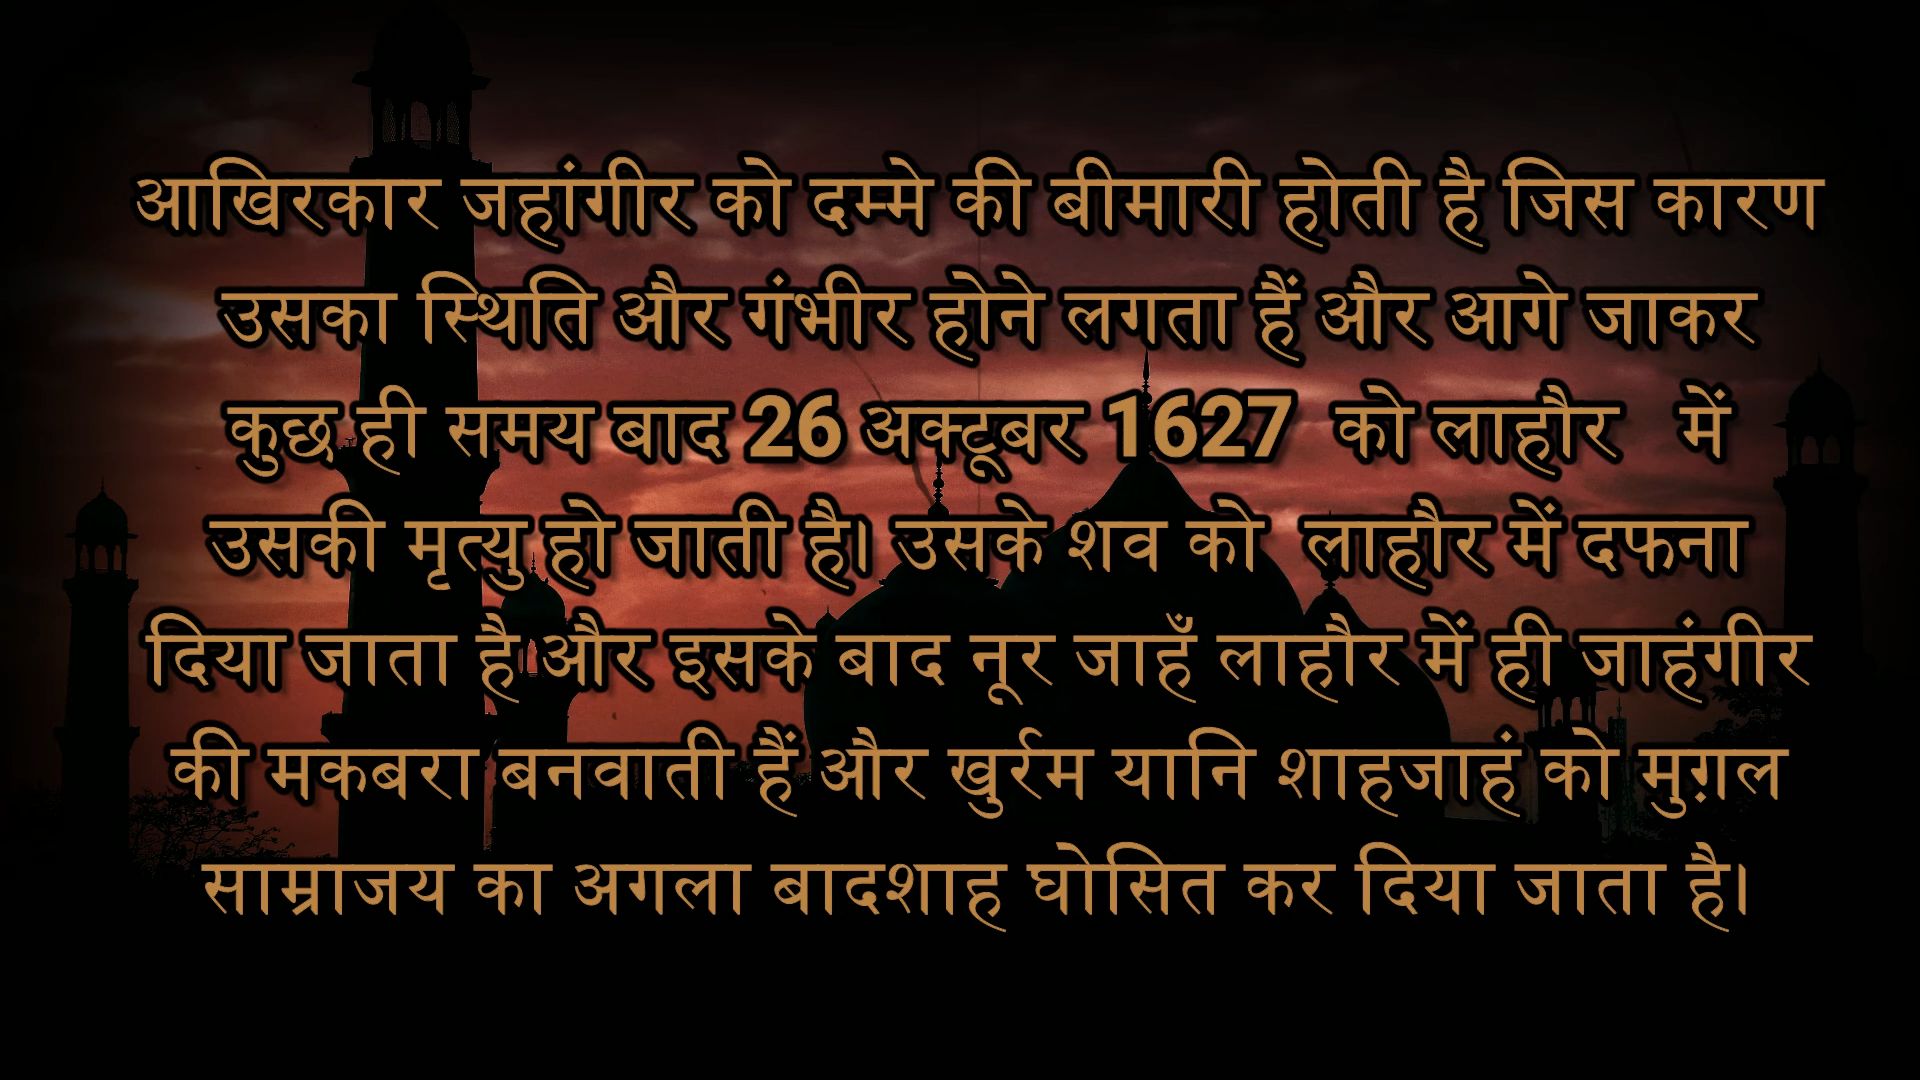 आखिरकार जहांगीर को दम्मे की बीमारी होती है जिस कारण
उसका स्थिति और गंभीर होने लगता हैं और आगे जाकर
कुछ ही समय बाद 26 अक्टूबर 1627 को लाहौर में
उसकी मृत्यु हो जाती है। उसके शव को लाहौर में दफना
दिया जाता है और इसके बाद नूर जाहँ लाहौर में ही जाहंगीर
की मकबरा बनवाती हैं और खुर्रम यानि शाहजाहं को मुग़ल
साम्राजय का अगला बादशाह घोसित कर दिया जाता है।